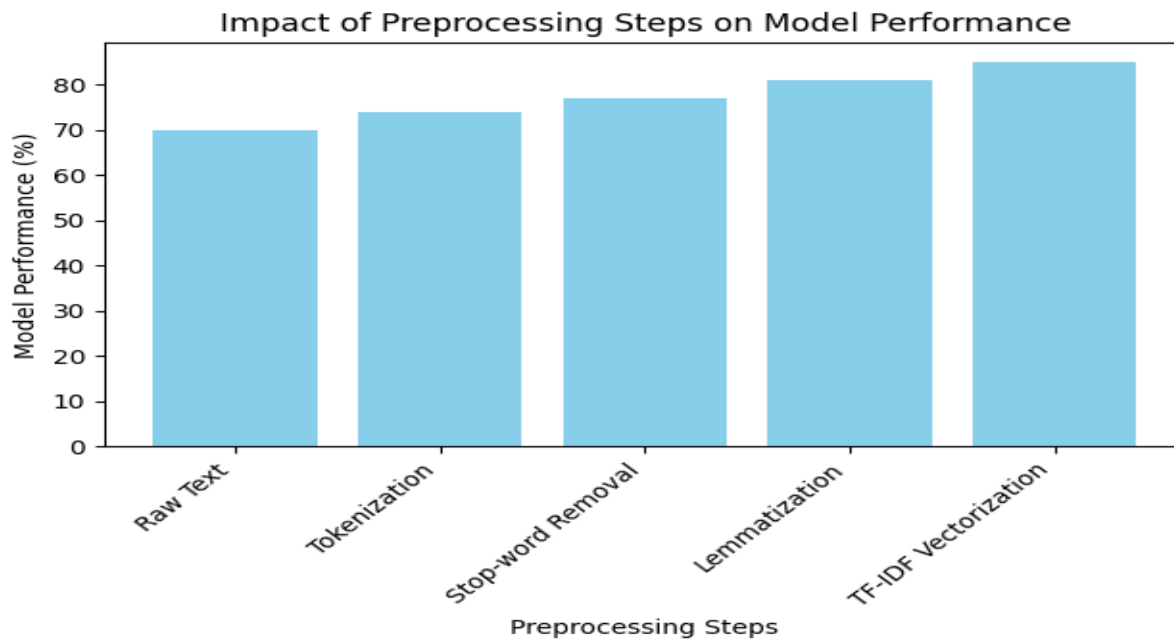 Impact of Preprocessing Steps on Model Performance
Model Performance (%)
80
70
60
50
40
30
20
10
0
Raw Text
Tokenization
Stop-word Removal
Lemmatization
TF-IDF Vectorization
Preprocessing Steps